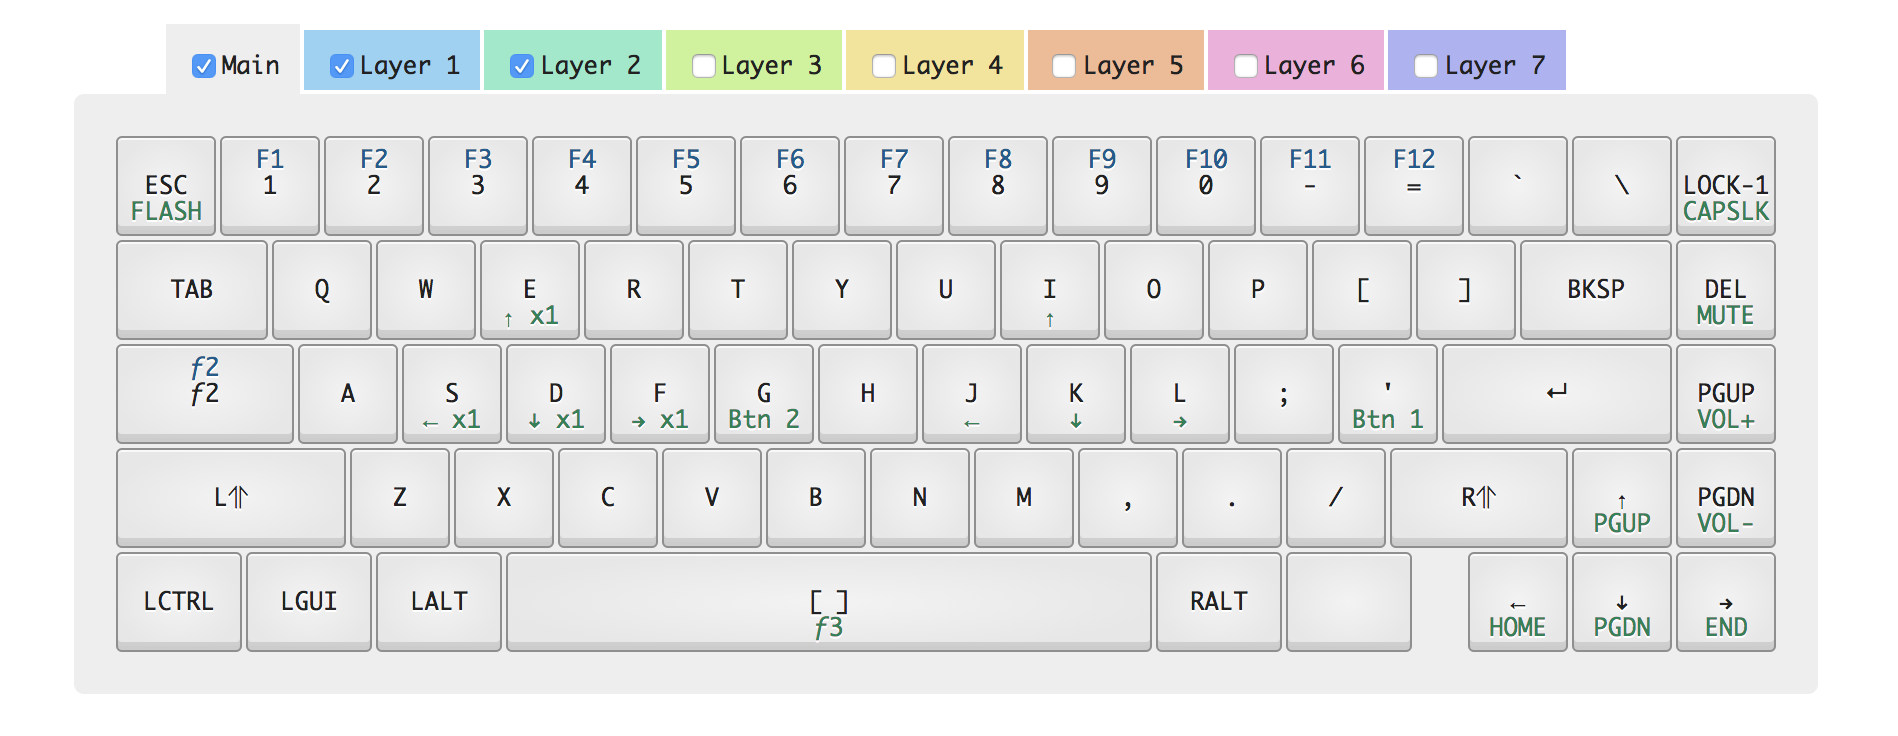 Main Layer 1 Layer 2 Layer 3 Layer 4 Layer 5 Layer 6 Layer 7
F1 F2 F3 F4 F5 F6 F7 F8 F9 F10 F11 F12
ESC 1 2 3 4 5 6 7 8 9 0 - = ` \ LOCK-1
FLASH CAPSLK
TAB Q W E R T Y U I O P [ ] BKSP DEL
↑ x1 ↑ MUTE
ƒ2
ƒ2 A S D F G H J K L ; ' ↵ PGUP
← x1 ↓ x1 → x1 Btn 2 ← ↓ → Btn 1 VOL+
L⥣ Z X C V B N M , . / R⥣ ↑ PGDN
PGUP VOL-
LCTRL LGUI LALT [ ] RALT ← ↓ →
ƒ3 HOME PGDN END